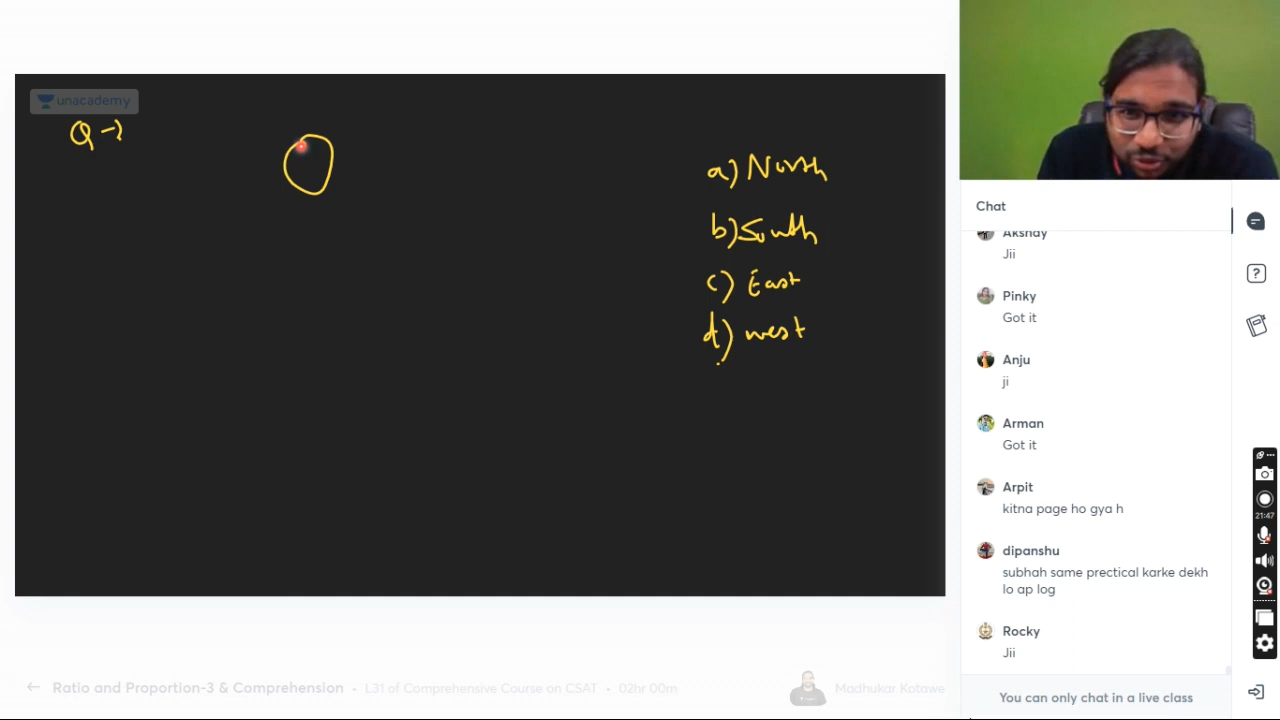 unacademy
Q →
a) North
b) South
c) East
d) west
Chat
Akshay
Jii
Pinky
Got it
Anju
ji
Arman
Got it
Arpit
kitna page ho gya h
dipanshu
subhah same prectical karke dekh
lo ap log
Rocky
Jii
You can only chat in a live class
21:47
← Ratio and Proportion-3 & Comprehension • L31 of Comprehensive Course on CSAT • 02hr 00m
Madhukar Kotawe